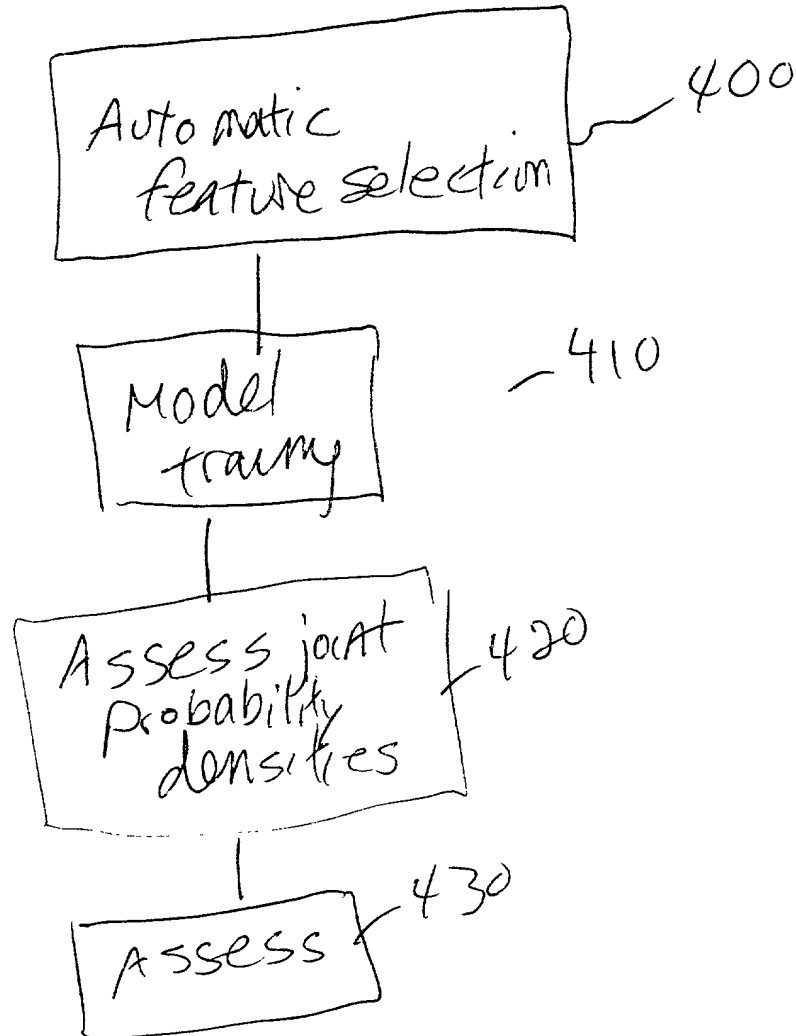 Automatic
feature selection
400
Model
training
410
Assess joint
probability
densities
420
Assess
430